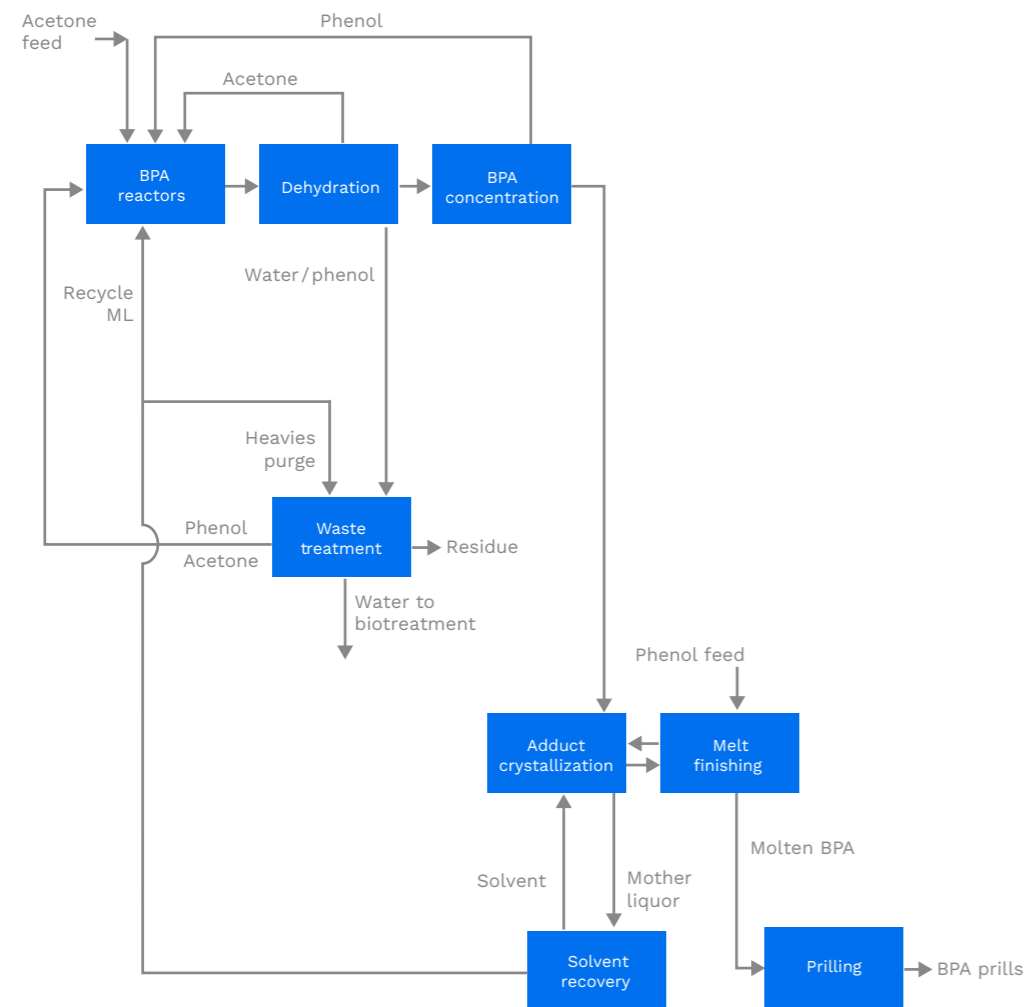 Acetone
feed
Phenol
Acetone
BPA
reactors
Dehydration
BPA
concentration
Water/phenol
Recycle
ML
Heavies
purge
Phenol
Acetone
Waste
treatment
Residue
Water to
biotreatment
Phenol feed
Adduct
crystallization
Melt
finishing
Molten BPA
Solvent
Mother
liquor
Solvent
recovery
Prilling
BPA prills